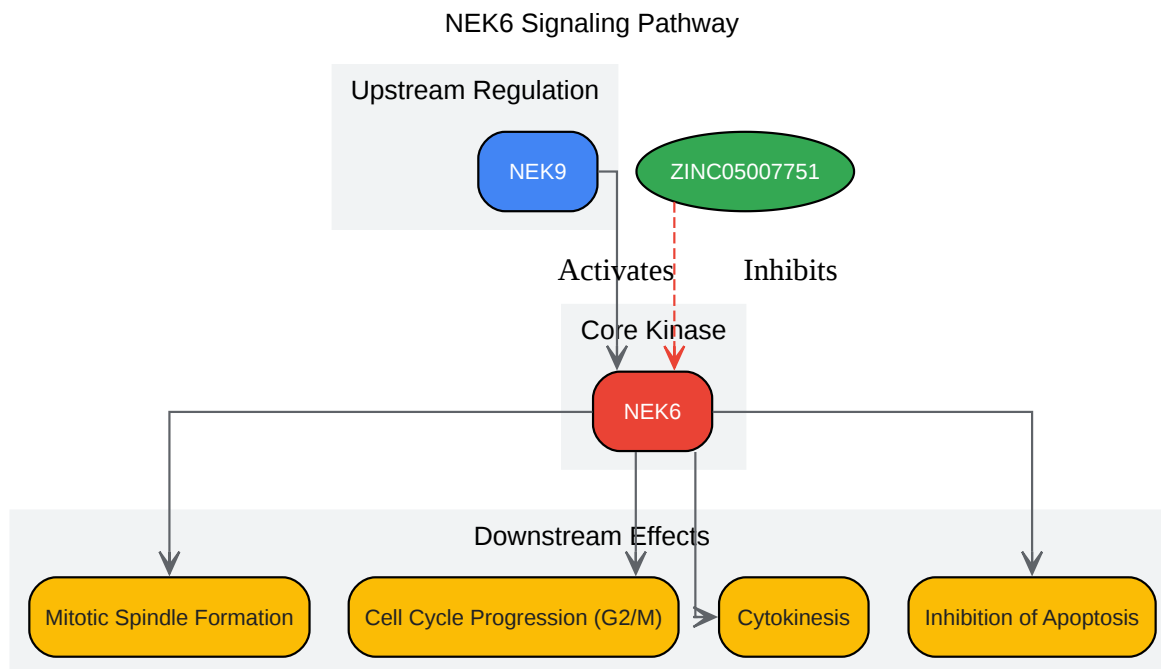 NEK6 Signaling Pathway
Upstream Regulation
NEK9
ZINC05007751
Activates
Inhibits
Core Kinase
NEK6
Downstream Effects
Mitotic Spindle Formation
Cell Cycle Progression (G2/M)
Cytokinesis
Inhibition of Apoptosis